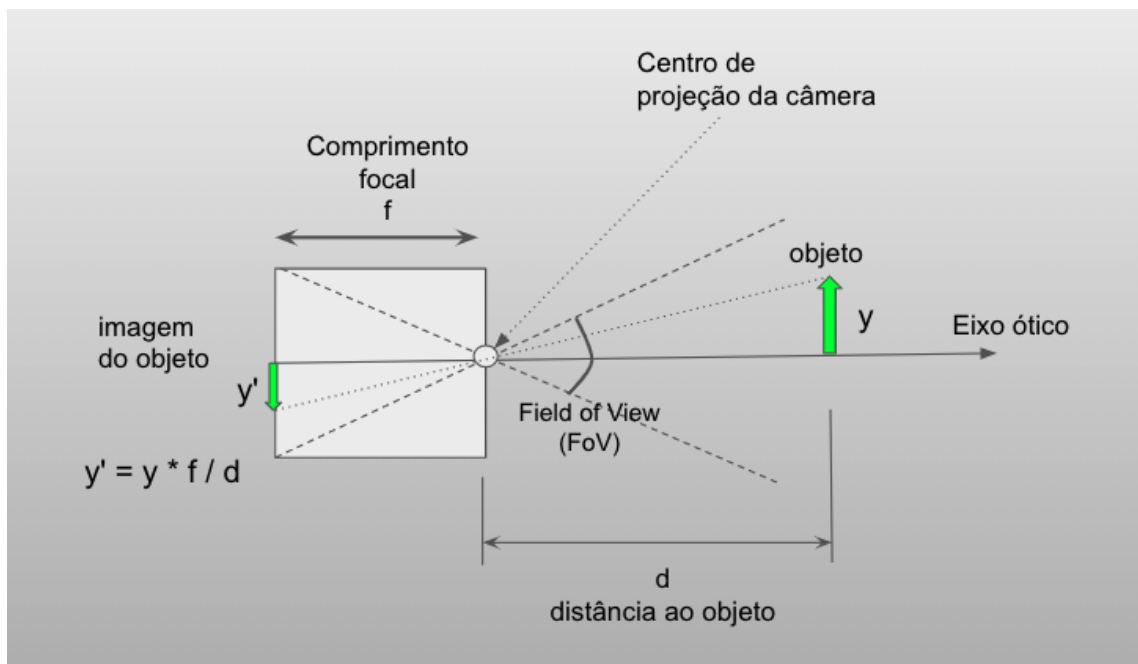 Centro de
projeção da câmera
Comprimento
focal
f
objeto
y
Eixo ótico
imagem
do objeto
y'
Field of View
(FoV)
y' = y * f / d
d
distância ao objeto